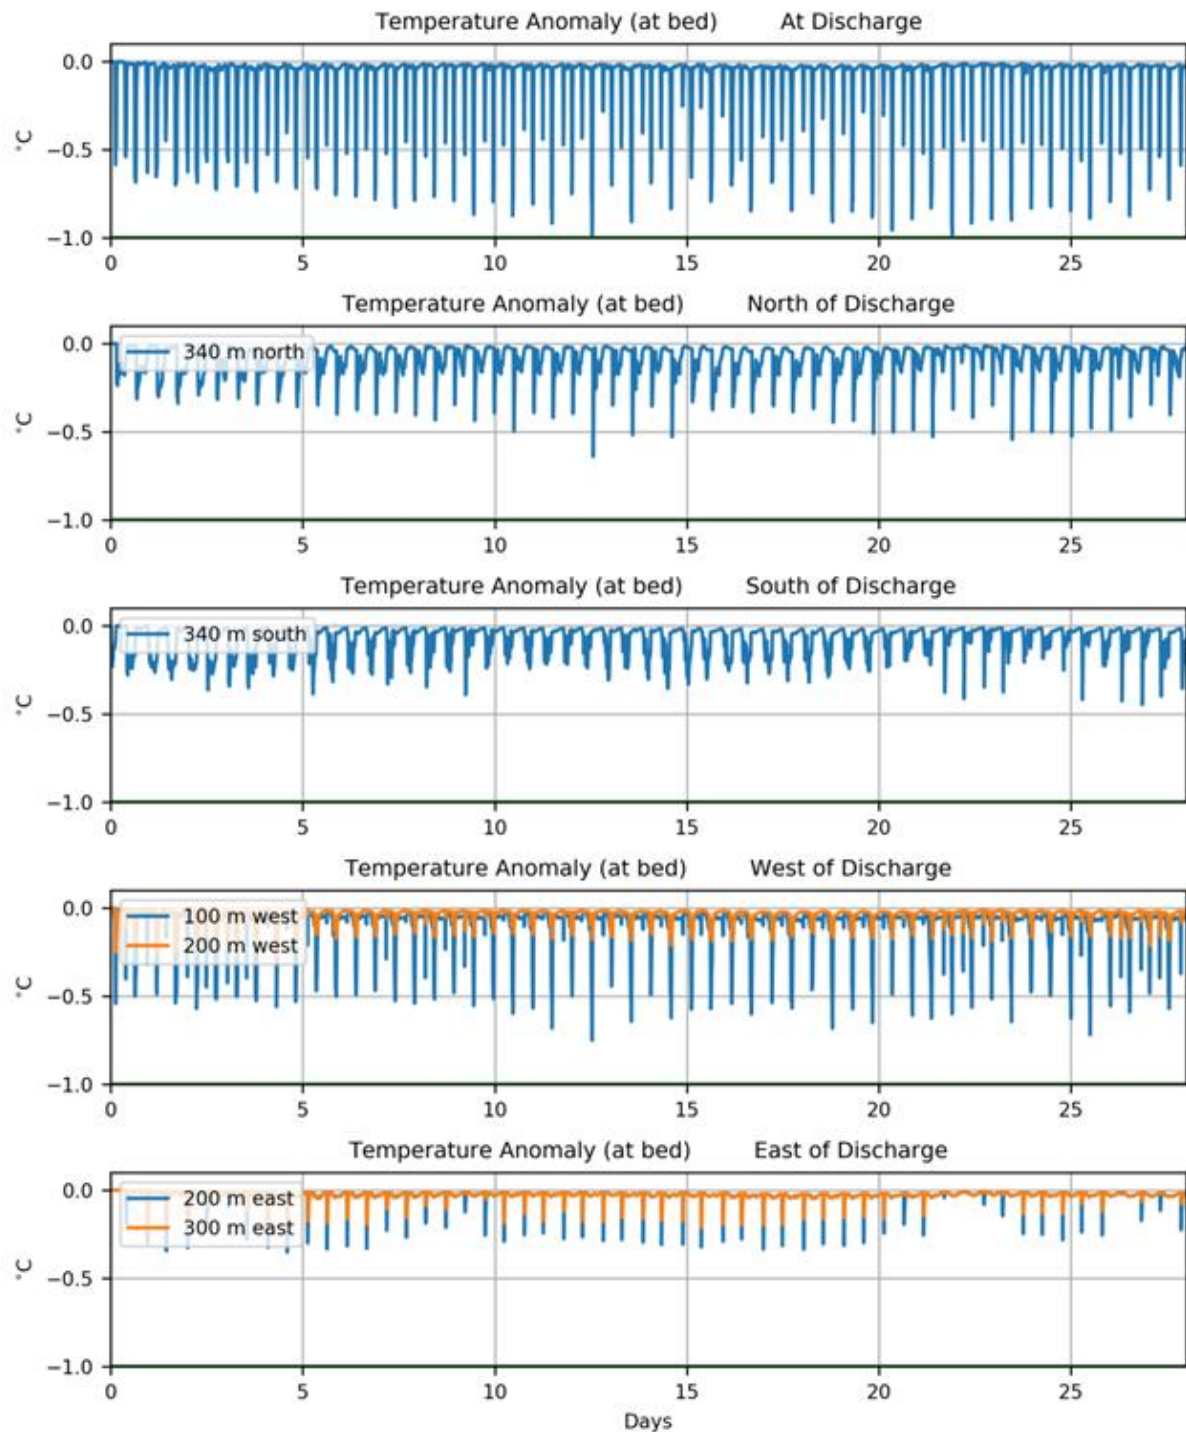 Temperature Anomaly (at bed) At Discharge
0.0
°C
−0.5
−1.0
0 5 10 15 20 25
Temperature Anomaly (at bed) North of Discharge
0.0
340 m north
°C
−0.5
−1.0
0 5 10 15 20 25
Temperature Anomaly (at bed) South of Discharge
0.0
340 m south
°C
−0.5
−1.0
0 5 10 15 20 25
Temperature Anomaly (at bed) West of Discharge
0.0
100 m west
200 m west
°C
−0.5
−1.0
0 5 10 15 20 25
Temperature Anomaly (at bed) East of Discharge
0.0
200 m east
300 m east
°C
−0.5
−1.0
0 5 10 15 20 25
Days